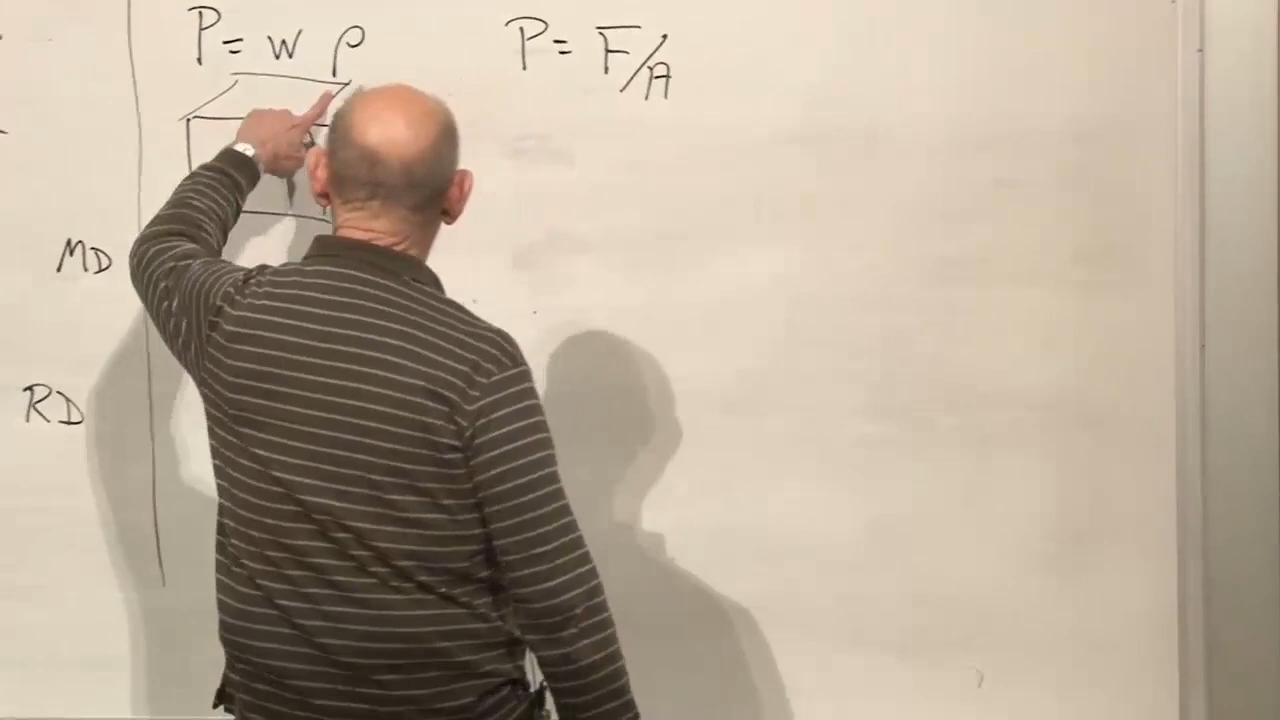 P = w ρ
P = F/A
MD
RD